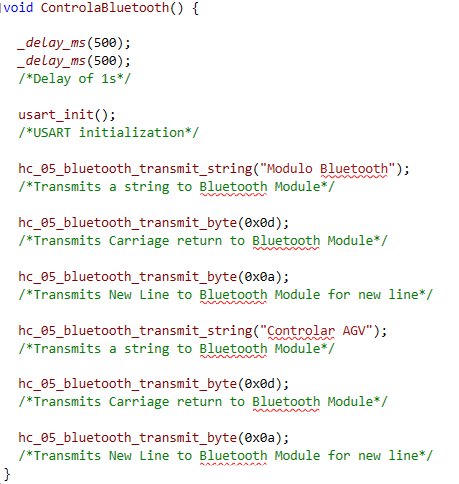 void ControlaBluetooth() {
_delay_ms(500);
_delay_ms(500);
/*Delay of 1s*/
usart_init();
/*USART initialization*/
hc_05_bluetooth_transmit_string("Modulo Bluetooth");
/*Transmits a string to Bluetooth Module*/
hc_05_bluetooth_transmit_byte(0x0d);
/*Transmits Carriage return to Bluetooth Module*/
hc_05_bluetooth_transmit_byte(0x0a);
/*Transmits New Line to Bluetooth Module for new line*/
hc_05_bluetooth_transmit_string("Controlar AGV");
/*Transmits a string to Bluetooth Module*/
hc_05_bluetooth_transmit_byte(0x0d);
/*Transmits Carriage return to Bluetooth Module*/
hc_05_bluetooth_transmit_byte(0x0a);
/*Transmits New Line to Bluetooth Module for new line*/
}